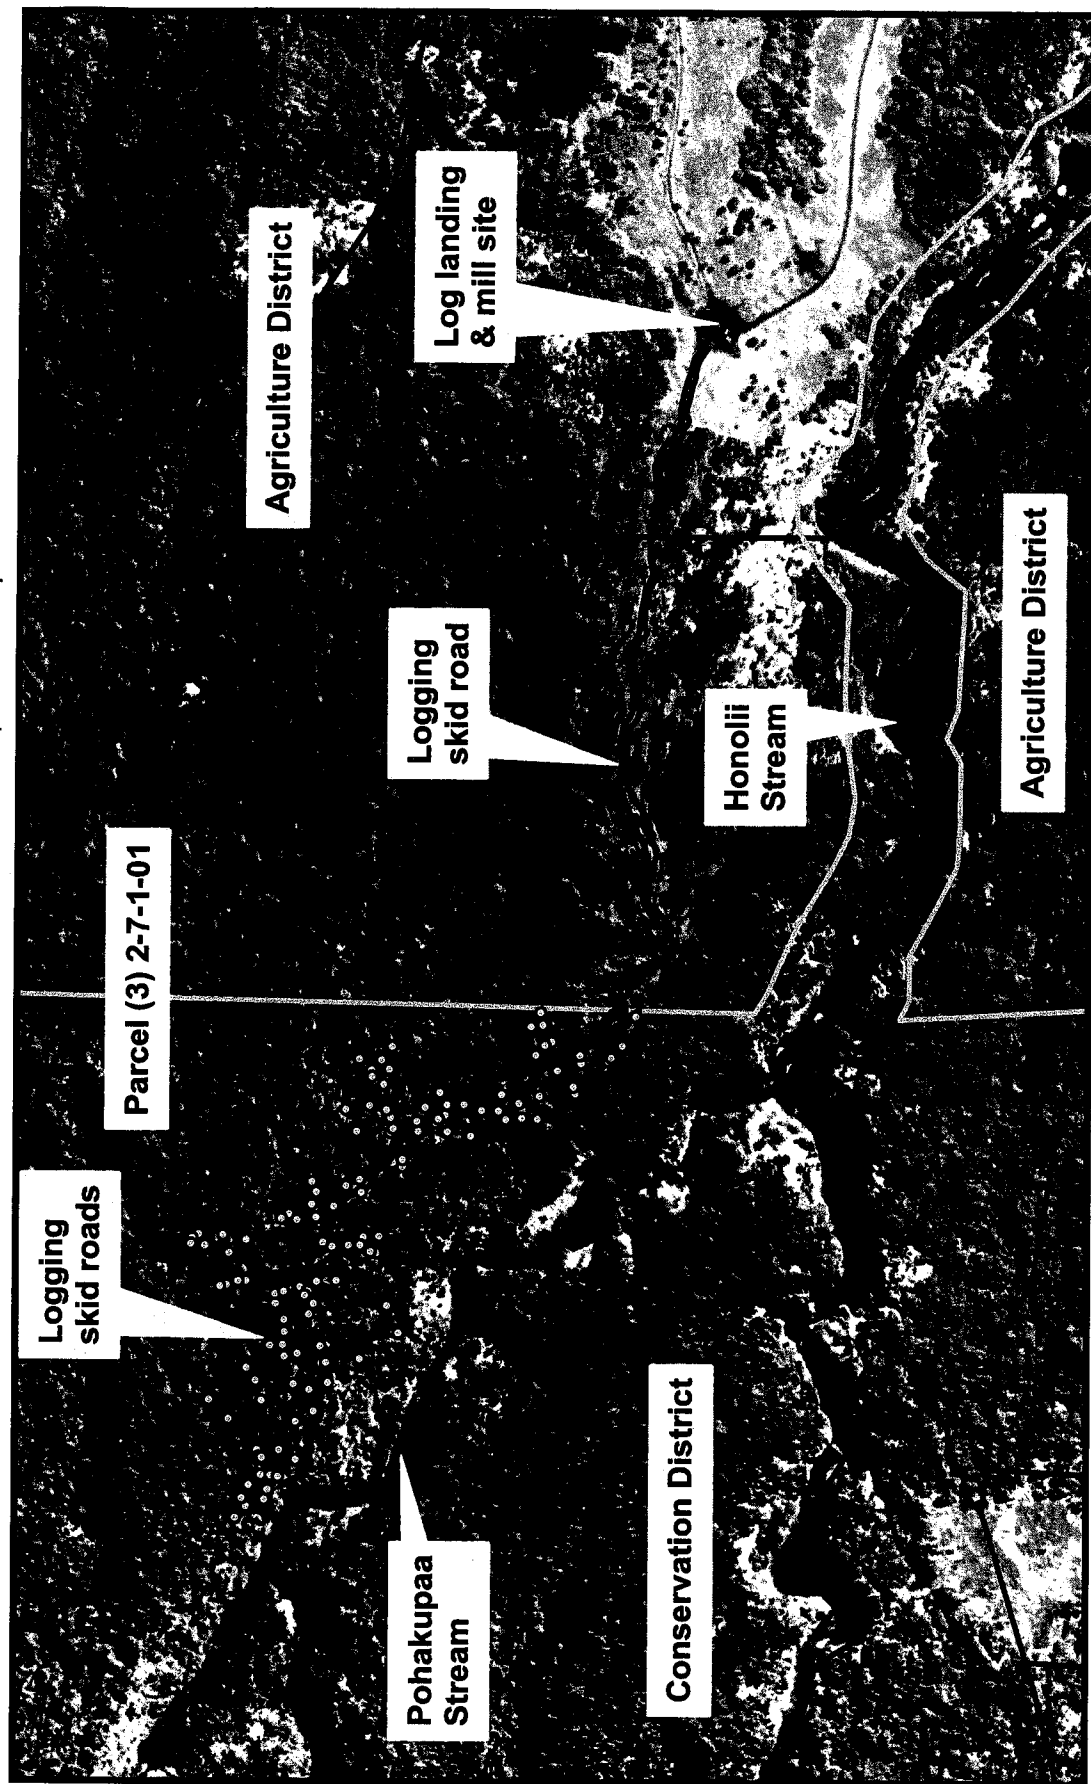 Logging
skid roads
Parcel (3) 2-7-1-01
Agriculture District
Pohakupaa
Stream
Logging
skid road
Log landing
& mill site
Conservation District
Honolii
Stream
Agriculture District